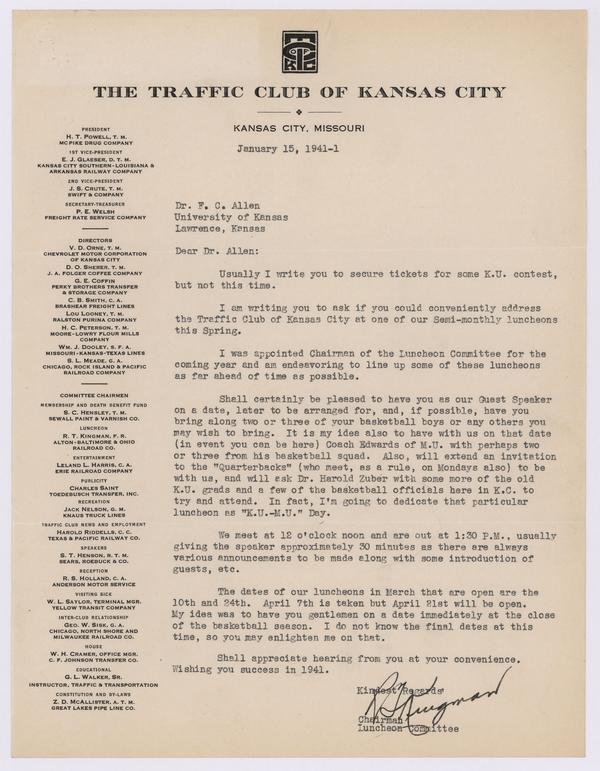 THE TRAFFIC CLUB OF KANSAS CITY
KANSAS CITY, MISSOURI
January 15, 1941-1
PRESIDENT
H. T. POWELL, T. M.
MCPIKE DRUG COMPANY
1ST VICE-PRESIDENT
E. J. GLAESER, D. T. M.
KANSAS CITY SOUTHERN-LOUISIANA &
ARKANSAS RAILWAY COMPANY
2ND VICE-PRESIDENT
J. S. CRUTE, T. M.
SWIFT & COMPANY
SECRETARY-TREASURER
P. E. WELSH
FREIGHT RATE SERVICE COMPANY
DIRECTORS
V. D. ORNE, T. M.
CHEVROLET MOTOR CORPORATION
OF KANSAS CITY
D. O. SHERER, T. M.
J. A. FOLGER COFFEE COMPANY
G. E. COFFIN
PERKY BROTHERS TRANSFER
& STORAGE COMPANY
C. B. SMITH, C. A.
BRASHEAR FREIGHT LINES
LOU LOONEY, T. M.
RALSTON PURINA COMPANY
H. C. PETERSON, T. M.
MOORE-LOWRY FLOUR MILLS
COMPANY
WM. J. DOOLEY, S. F. A.
MISSOURI-KANSAS-TEXAS LINES
S. L. MEADE, G. A.
CHICAGO, ROCK ISLAND & PACIFIC
RAILROAD COMPANY
COMMITTEE CHAIRMEN
MEMBERSHIP AND DEATH BENEFIT FUND
S. C. HENSLEY, T. M.
SEWALL PAINT & VARNISH CO.
LUNCHEON
R. T. KINGMAN, F. R.
ALTON-BALTIMORE & OHIO
RAILROAD CO.
ENTERTAINMENT
LELAND L. HARRIS, C. A.
ERIE RAILROAD COMPANY
PUBLICITY
CHARLES SAINT
TOEDEBUSCH TRANSFER, INC.
RECREATION
JACK NELSON, G. M.
KNAUS TRUCK LINES
TRAFFIC CLUB NEWS AND EMPLOYMENT
HAROLD RIDDELLS, C. C.
TEXAS & PACIFIC RAILWAY CO.
SPEAKERS
S. T. HENSON, R. T. M.
SEARS, ROEBUCK & CO.
RECEPTION
R. S. HOLLAND, C. A.
ANDERSON MOTOR SERVICE
VISITING SICK
W. L. SAYLOR, TERMINAL MGR.
YELLOW TRANSIT COMPANY
INTER-CLUB RELATIONSHIP
GEO. W. SISK, G. A.
CHICAGO, NORTH SHORE AND
MILWAUKEE RAILROAD CO.
HOUSE
W. H. CRAMER, OFFICE MGR.
C. F. JOHNSON TRANSFER CO.
EDUCATIONAL
G. L. WALKER, SR.
INSTRUCTOR, TRAFFIC & TRANSPORTATION
CONSTITUTION AND BY-LAWS
Z. D. MCALLISTER, A. T. M.
GREAT LAKES PIPE LINE CO.
Dr. F. C. Allen
University of Kansas
Lawrence, Kansas
Dear Dr. Allen:
Usually I write you to secure tickets for some K.U. contest,
but not this time.
I am writing you to ask if you could conveniently address
the Traffic Club of Kansas City at one of our Semi-monthly luncheons
this Spring.
I was appointed Chairman of the Luncheon Committee for the
coming year and am endeavoring to line up some of these luncheons
as far ahead of time as possible.
Shall certainly be pleased to have you as our Guest Speaker
on a date, later to be arranged for, and, if possible, have you
bring along two or three of your basketball boys or any others you
may wish to bring. It is my idea also to have with us on that date
(in event you can be here) Coach Edwards of M.U. with perhaps two
or three from his basketball squad. Also, will extend an invitation
to the "Quarterbacks" (who meet, as a rule, on Mondays also) to be
with us, and will ask Dr. Harold Zuber with some more of the old
K.U. grads and a few of the basketball officials here in K.C. to
try and attend. In fact, I'm going to dedicate that particular
luncheon as "K.U.-M.U." Day.
We meet at 12 o'clock noon and are out at 1:30 P.M., usually
giving the speaker approximately 30 minutes as there are always
various announcements to be made along with some introduction of
guests, etc.
The dates of our luncheons in March that are open are the
10th and 24th. April 7th is taken but April 21st will be open.
My idea was to have you gentlemen on a date immediately at the close
of the basketball season. I do not know the final dates at this
time, so you may enlighten me on that.
Shall appreciate hearing from you at your convenience.
Wishing you success in 1941.
Kindest Regards
R T Kingman
Chairman
Luncheon Committee